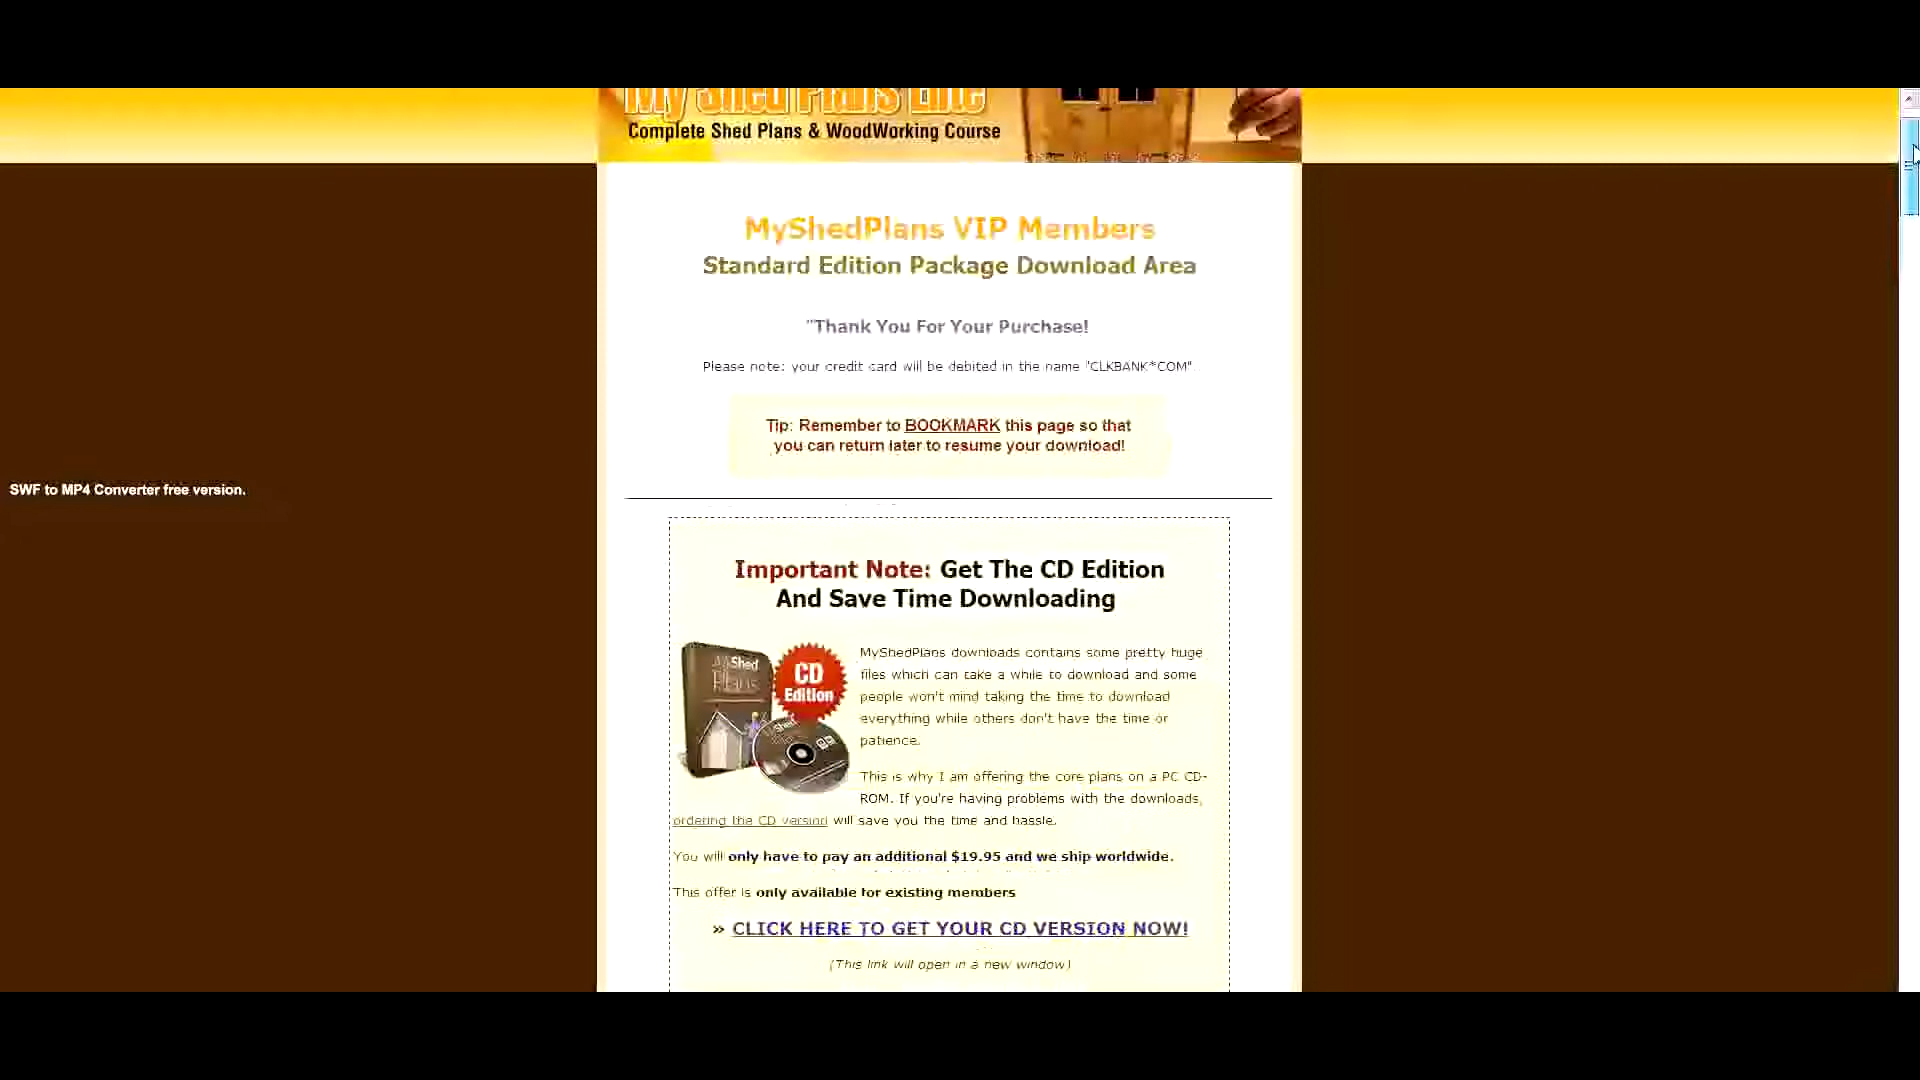 My Shed Plans Elite
Complete Shed Plans & WoodWorking Course
MyShedPlans VIP Members
Standard Edition Package Download Area
"Thank You For Your Purchase!
Please note: your credit card will be debited in the name "CLKBANK*COM".
Tip: Remember to BOOKMARK this page so that
you can return later to resume your download!
SWF to MP4 Converter free version.
Important Note: Get The CD Edition
And Save Time Downloading
MyShed
Plans
CD
Edition
MyShedPlans downloads contains some pretty huge
files which can take a while to download and some
people won't mind taking the time to download
everything while others don't have the time or
patience.
This is why I am offering the core plans on a PC CD-
ROM. If you're having problems with the downloads,
ordering the CD version will save you the time and hassle.
You will only have to pay an additional $19.95 and we ship worldwide.
This offer is only available for existing members
» CLICK HERE TO GET YOUR CD VERSION NOW!
(This link will open in a new window)